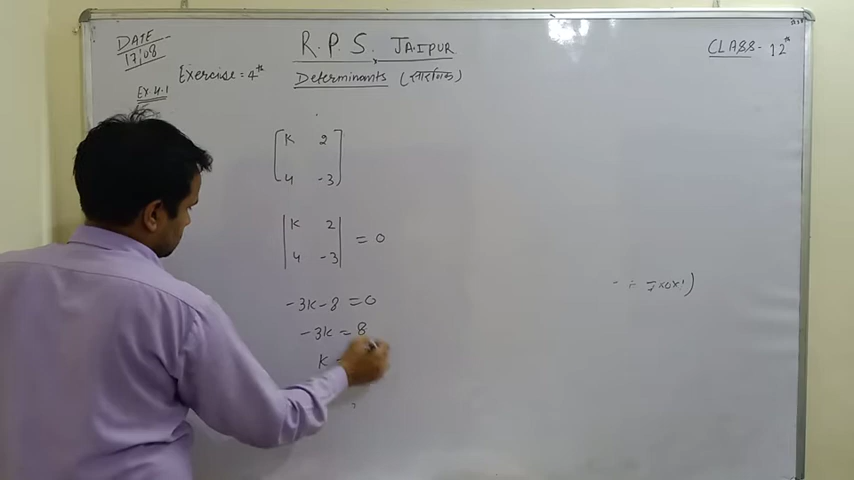 DATE
17/08
R.P.S. JAIPUR
CLASS - 12th
Exercise = 4th
Determinants (सारणिक)
EX. 4.1
[K 2
4 -3]
|K 2
4 -3| = 0
-3K - 8 = 0
-3K = 8
K